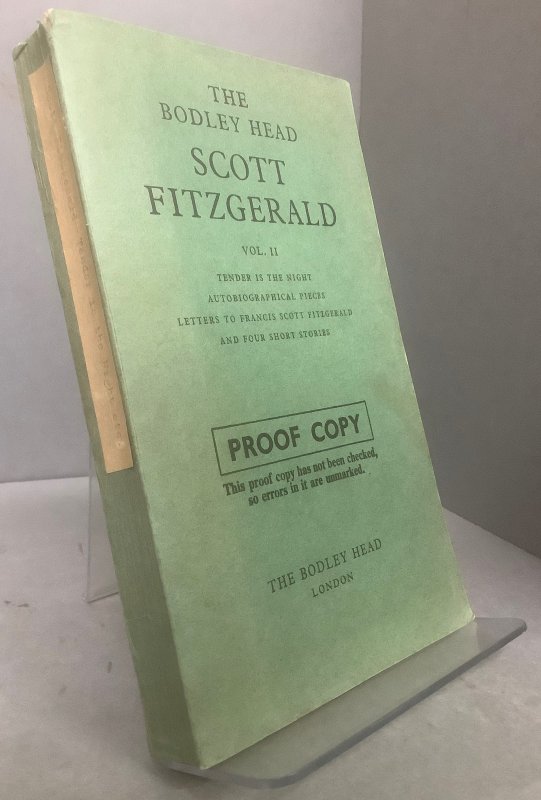 THE
BODLEY HEAD
SCOTT
FITZGERALD
VOL. II
TENDER IS THE NIGHT
AUTOBIOGRAPHICAL PIECES
LETTERS TO FRANCIS SCOTT FITZGERALD
AND FOUR SHORT STORIES
PROOF COPY
This proof copy has not been checked,
so errors in it are unmarked.
THE BODLEY HEAD
LONDON